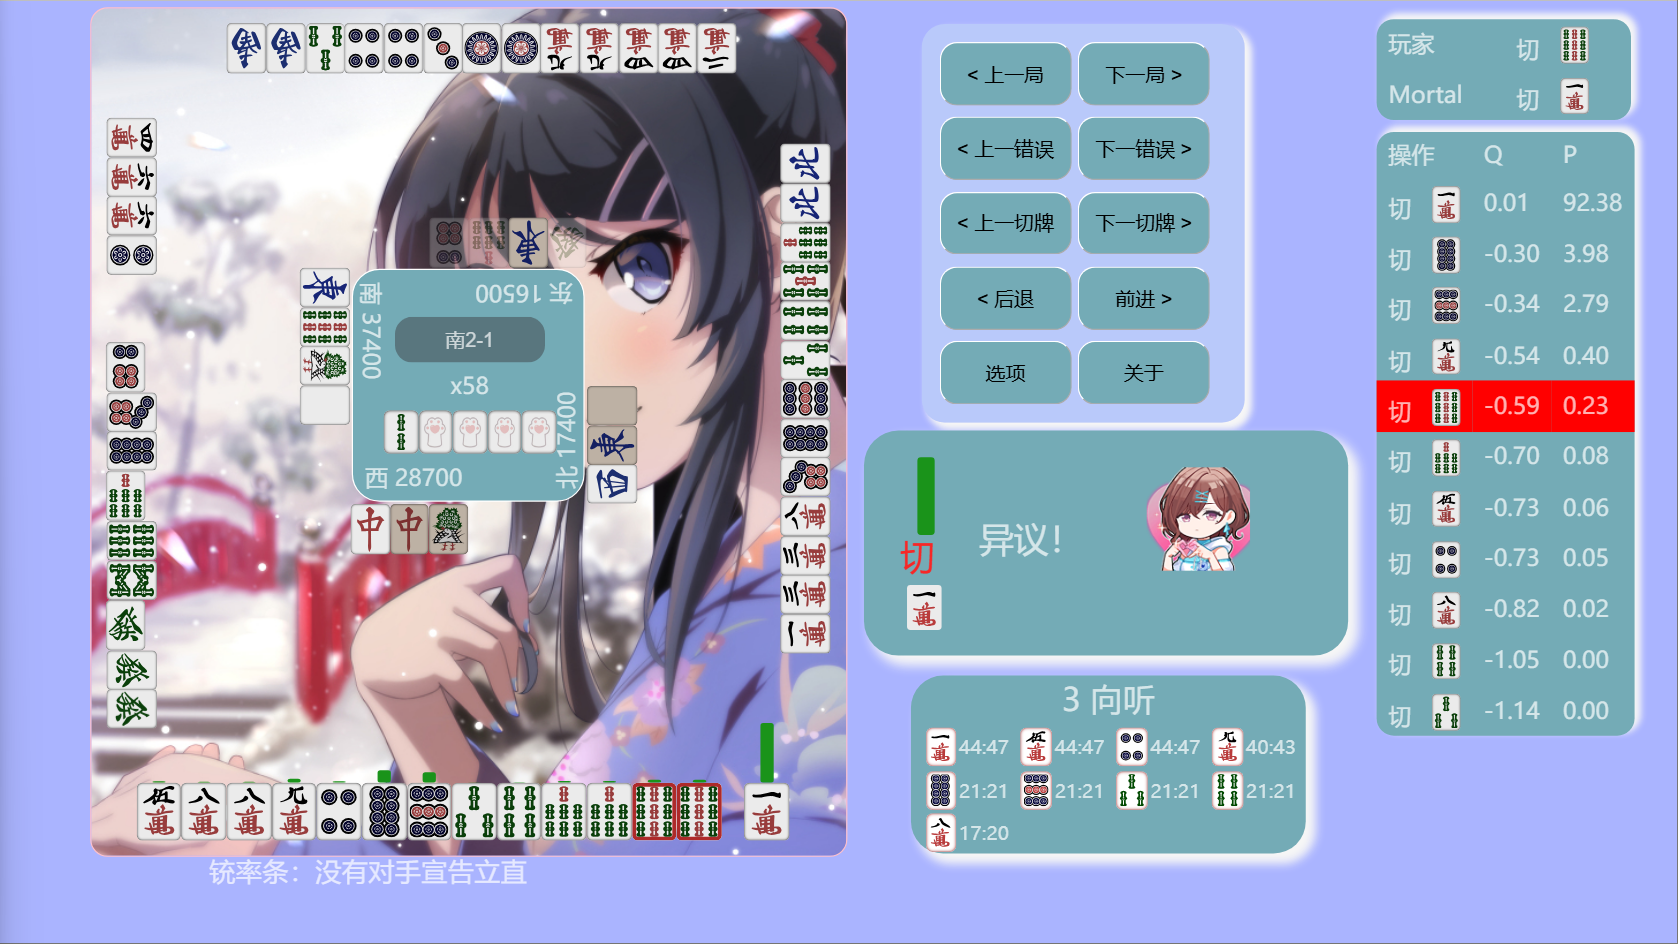 东 16500
南 37400
南2-1
x58
西 28700
北 17400
铳率条：没有对手宣告立直
< 上一局
下一局 >
< 上一错误
下一错误 >
< 上一切牌
下一切牌 >
< 后退
前进 >
选项
关于
切
异议！
3 向听
44:47 44:47 44:47 40:43
21:21 21:21 21:21 21:21
17:20
玩家 切
Mortal 切
操作 Q P
切 0.01 92.38
切 -0.30 3.98
切 -0.34 2.79
切 -0.54 0.40
切 -0.59 0.23
切 -0.70 0.08
切 -0.73 0.06
切 -0.73 0.05
切 -0.82 0.02
切 -1.05 0.00
切 -1.14 0.00